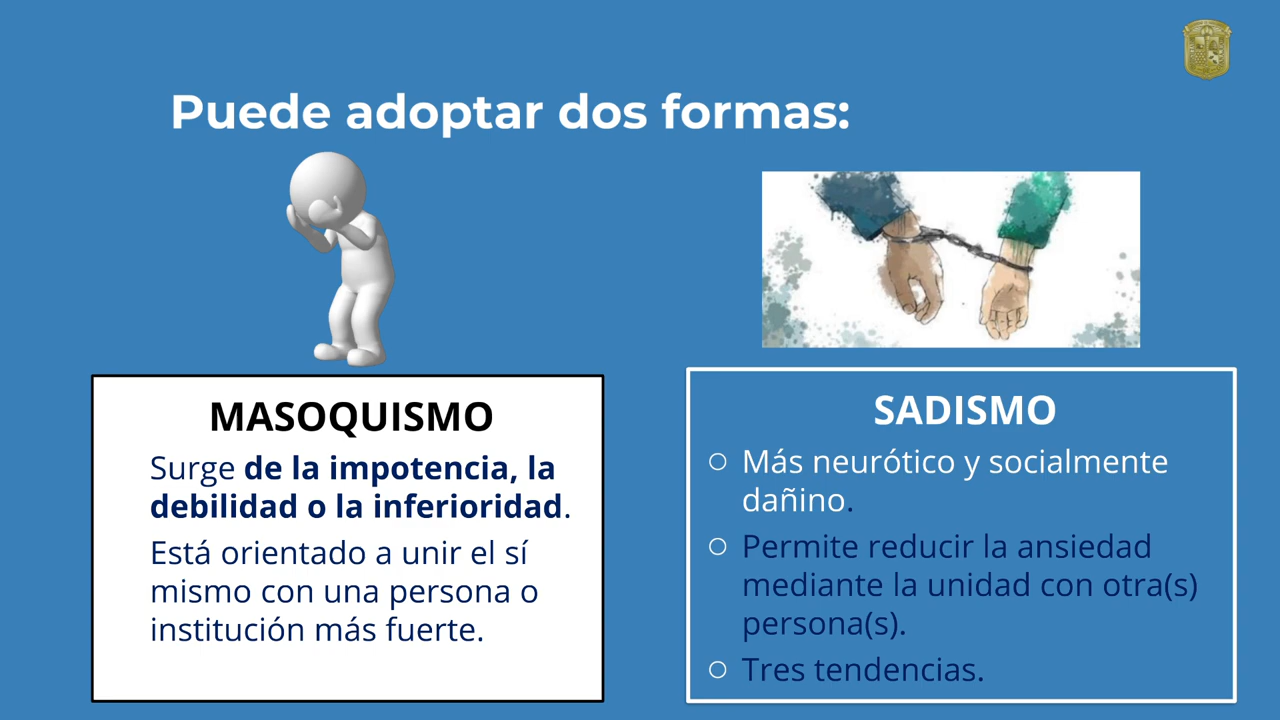 Puede adoptar dos formas:
MASOQUISMO
Surge de la impotencia, la
debilidad o la inferioridad.
Está orientado a unir el sí
mismo con una persona o
institución más fuerte.
SADISMO
○ Más neurótico y socialmente
dañino.
○ Permite reducir la ansiedad
mediante la unidad con otra(s)
persona(s).
○ Tres tendencias.